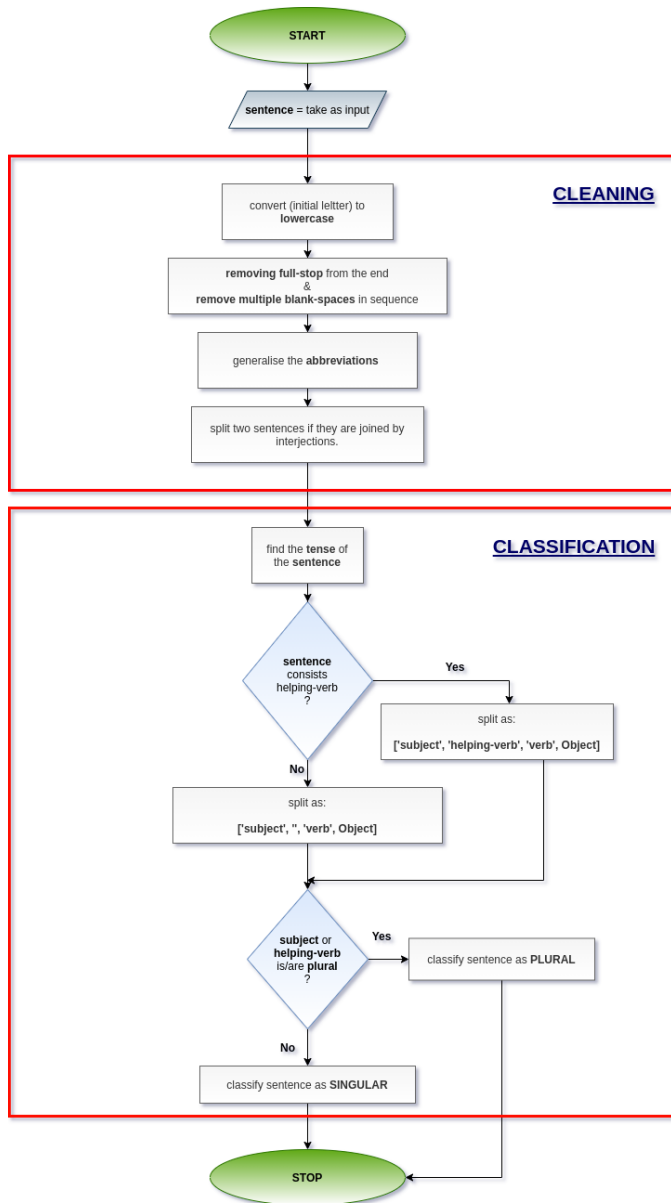 START
sentence = take as input
CLEANING
convert (initial leltter) to
lowercase
removing full-stop from the end
&
remove multiple blank-spaces in sequence
generalise the abbreviations
split two sentences if they are joined by
interjections.
CLASSIFICATION
find the tense of
the sentence
sentence
consists
helping-verb
?
Yes
split as:
['subject', 'helping-verb', 'verb', Object]
No
split as:
['subject', '', 'verb', Object]
subject or
helping-verb
is/are plural
?
Yes
classify sentence as PLURAL
No
classify sentence as SINGULAR
STOP